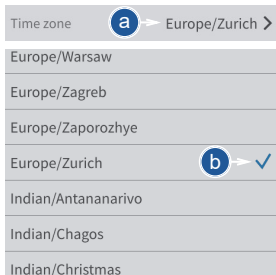 Time zone a Europe/Zurich
Europe/Warsaw
Europe/Zagreb
Europe/Zaporozhye
Europe/Zurich b
Indian/Antananarivo
Indian/Chagos
Indian/Christmas